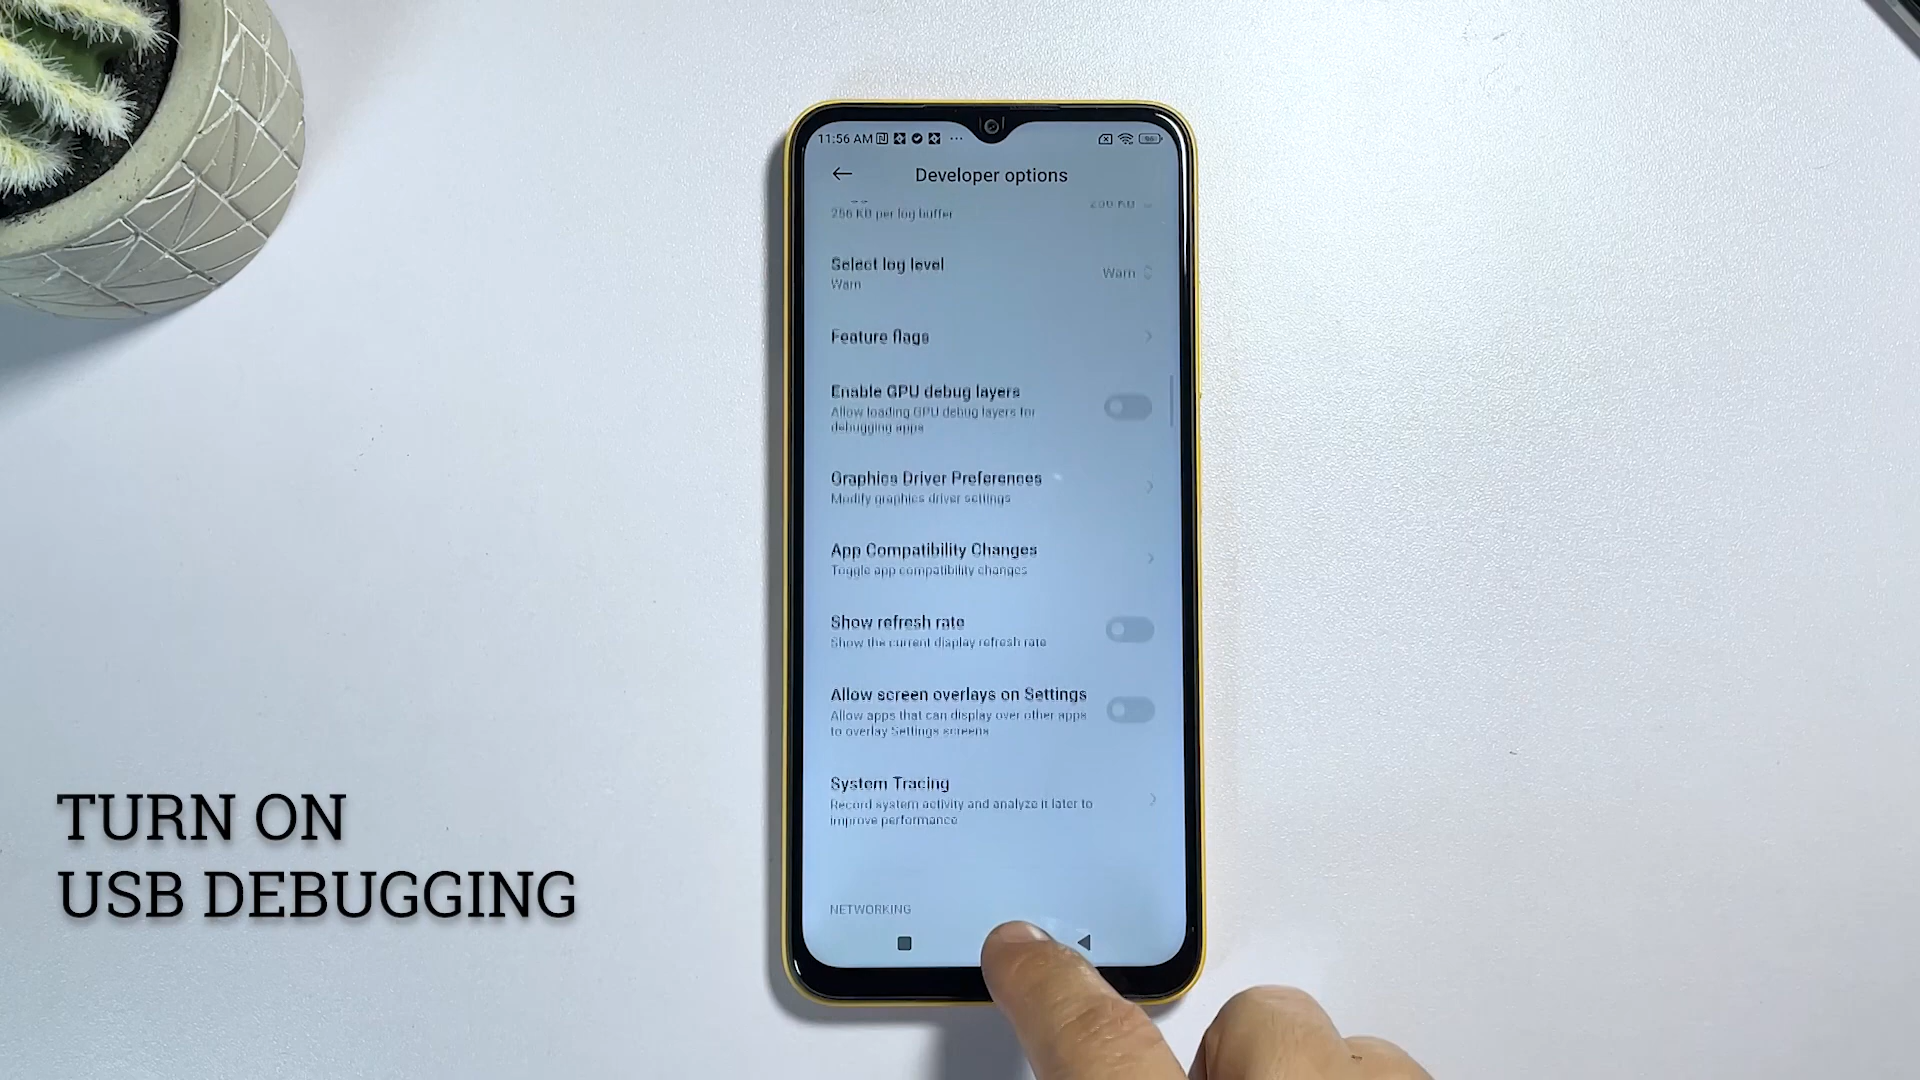 11:56 AM
Developer options
256 KB per log buffer
256 KB
Select log level
Warn
Warn
Feature flags
Enable GPU debug layers
Allow loading GPU debug layers for
debugging apps
Graphics Driver Preferences
Modify graphics driver settings
App Compatibility Changes
Toggle app compatibility changes
Show refresh rate
Show the current display refresh rate
Allow screen overlays on Settings
Allow apps that can display over other apps
to overlay Settings screens
System Tracing
Record system activity and analyze it later to
improve performance
NETWORKING
TURN ON
USB DEBUGGING